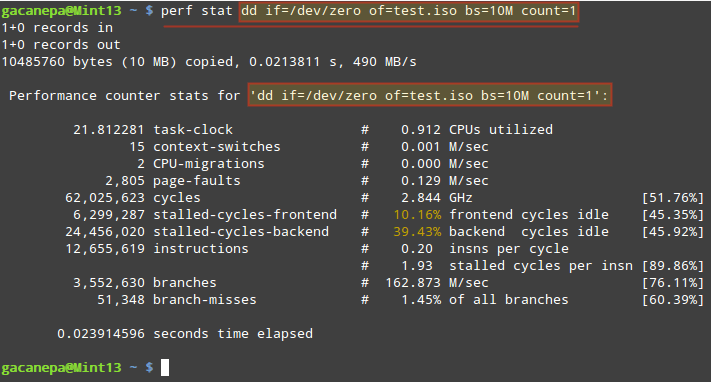 gacanepa@Mint13 ~ $ perf stat dd if=/dev/zero of=test.iso bs=10M count=1
1+0 records in
1+0 records out
10485760 bytes (10 MB) copied, 0.0213811 s, 490 MB/s
Performance counter stats for 'dd if=/dev/zero of=test.iso bs=10M count=1':
21.812281 task-clock # 0.912 CPUs utilized
15 context-switches # 0.001 M/sec
2 CPU-migrations # 0.000 M/sec
2,805 page-faults # 0.129 M/sec
62,025,623 cycles # 2.844 GHz [51.76%]
6,299,287 stalled-cycles-frontend # 10.16% frontend cycles idle [45.35%]
24,456,020 stalled-cycles-backend # 39.43% backend cycles idle [45.92%]
12,655,619 instructions # 0.20 insns per cycle
# 1.93 stalled cycles per insn [89.86%]
3,552,630 branches # 162.873 M/sec [76.11%]
51,348 branch-misses # 1.45% of all branches [60.39%]
0.023914596 seconds time elapsed
gacanepa@Mint13 ~ $